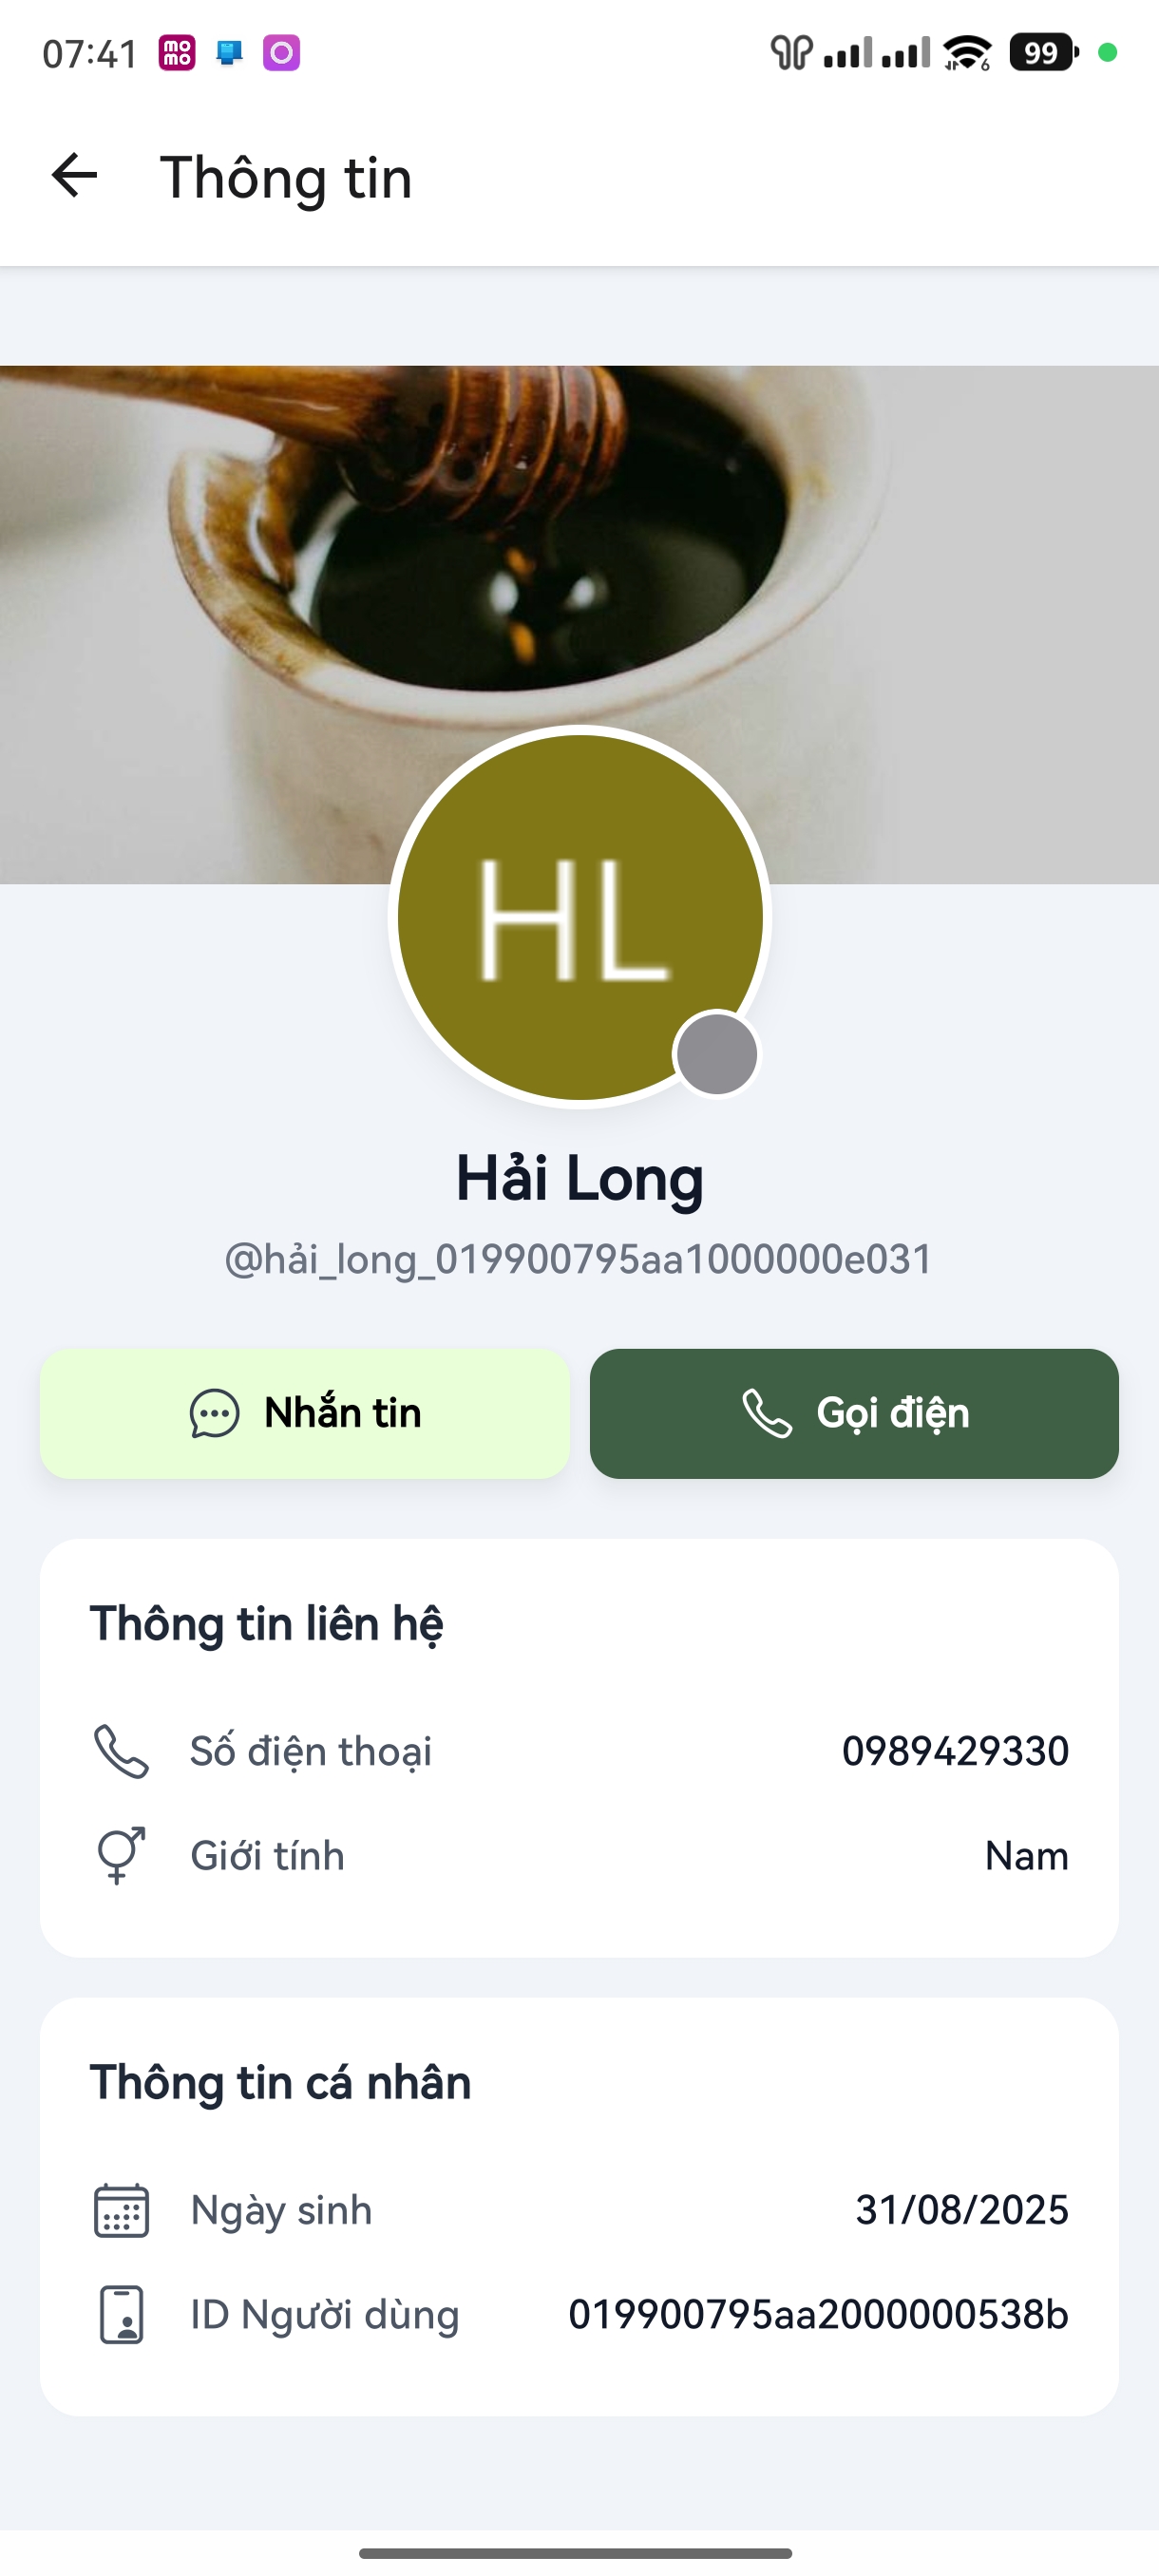 07:41 mo mo 6 99
Thông tin
HL
Hải Long
@hải_long_019900795aa1000000e031
Nhắn tin Gọi điện
Thông tin liên hệ
Số điện thoại 0989429330
Giới tính Nam
Thông tin cá nhân
Ngày sinh 31/08/2025
ID Người dùng 019900795aa2000000538b